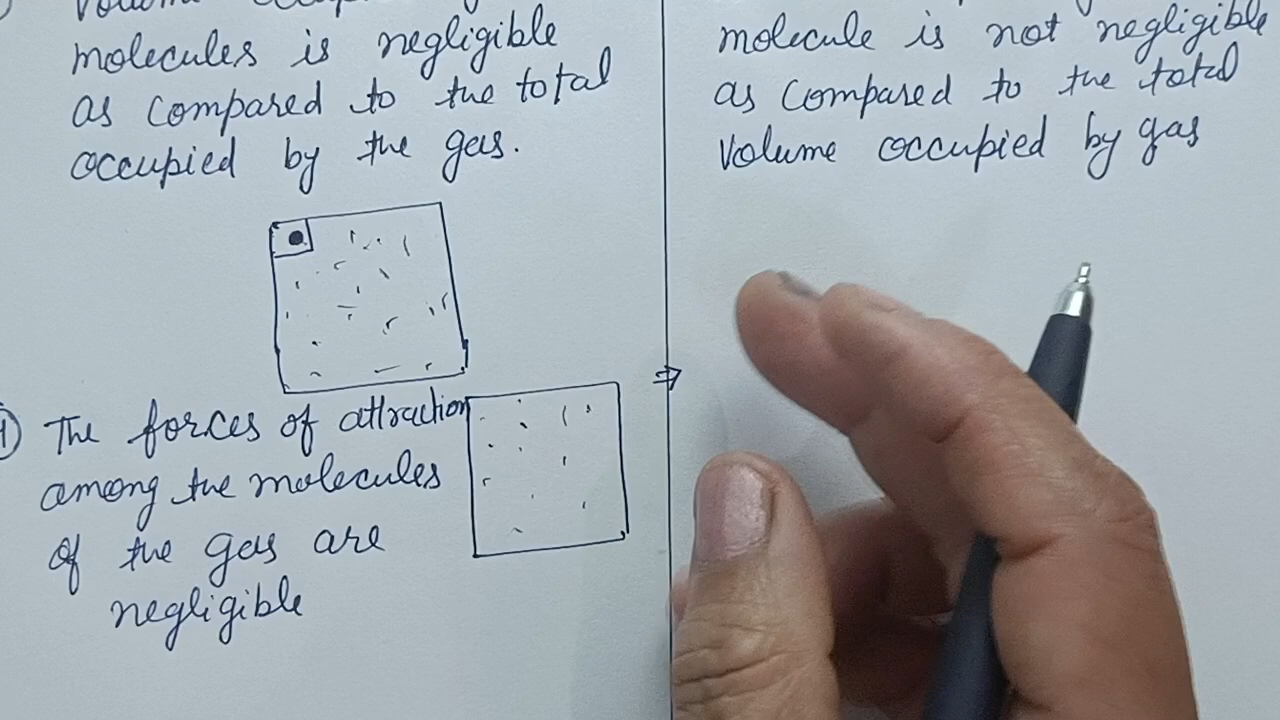 molecules is negligible
as compared to the total
occupied by the gas.
The forces of attraction
among the molecules
of the gas are
negligible
molecule is not negligible
as compared to the total
volume occupied by gas
⇒